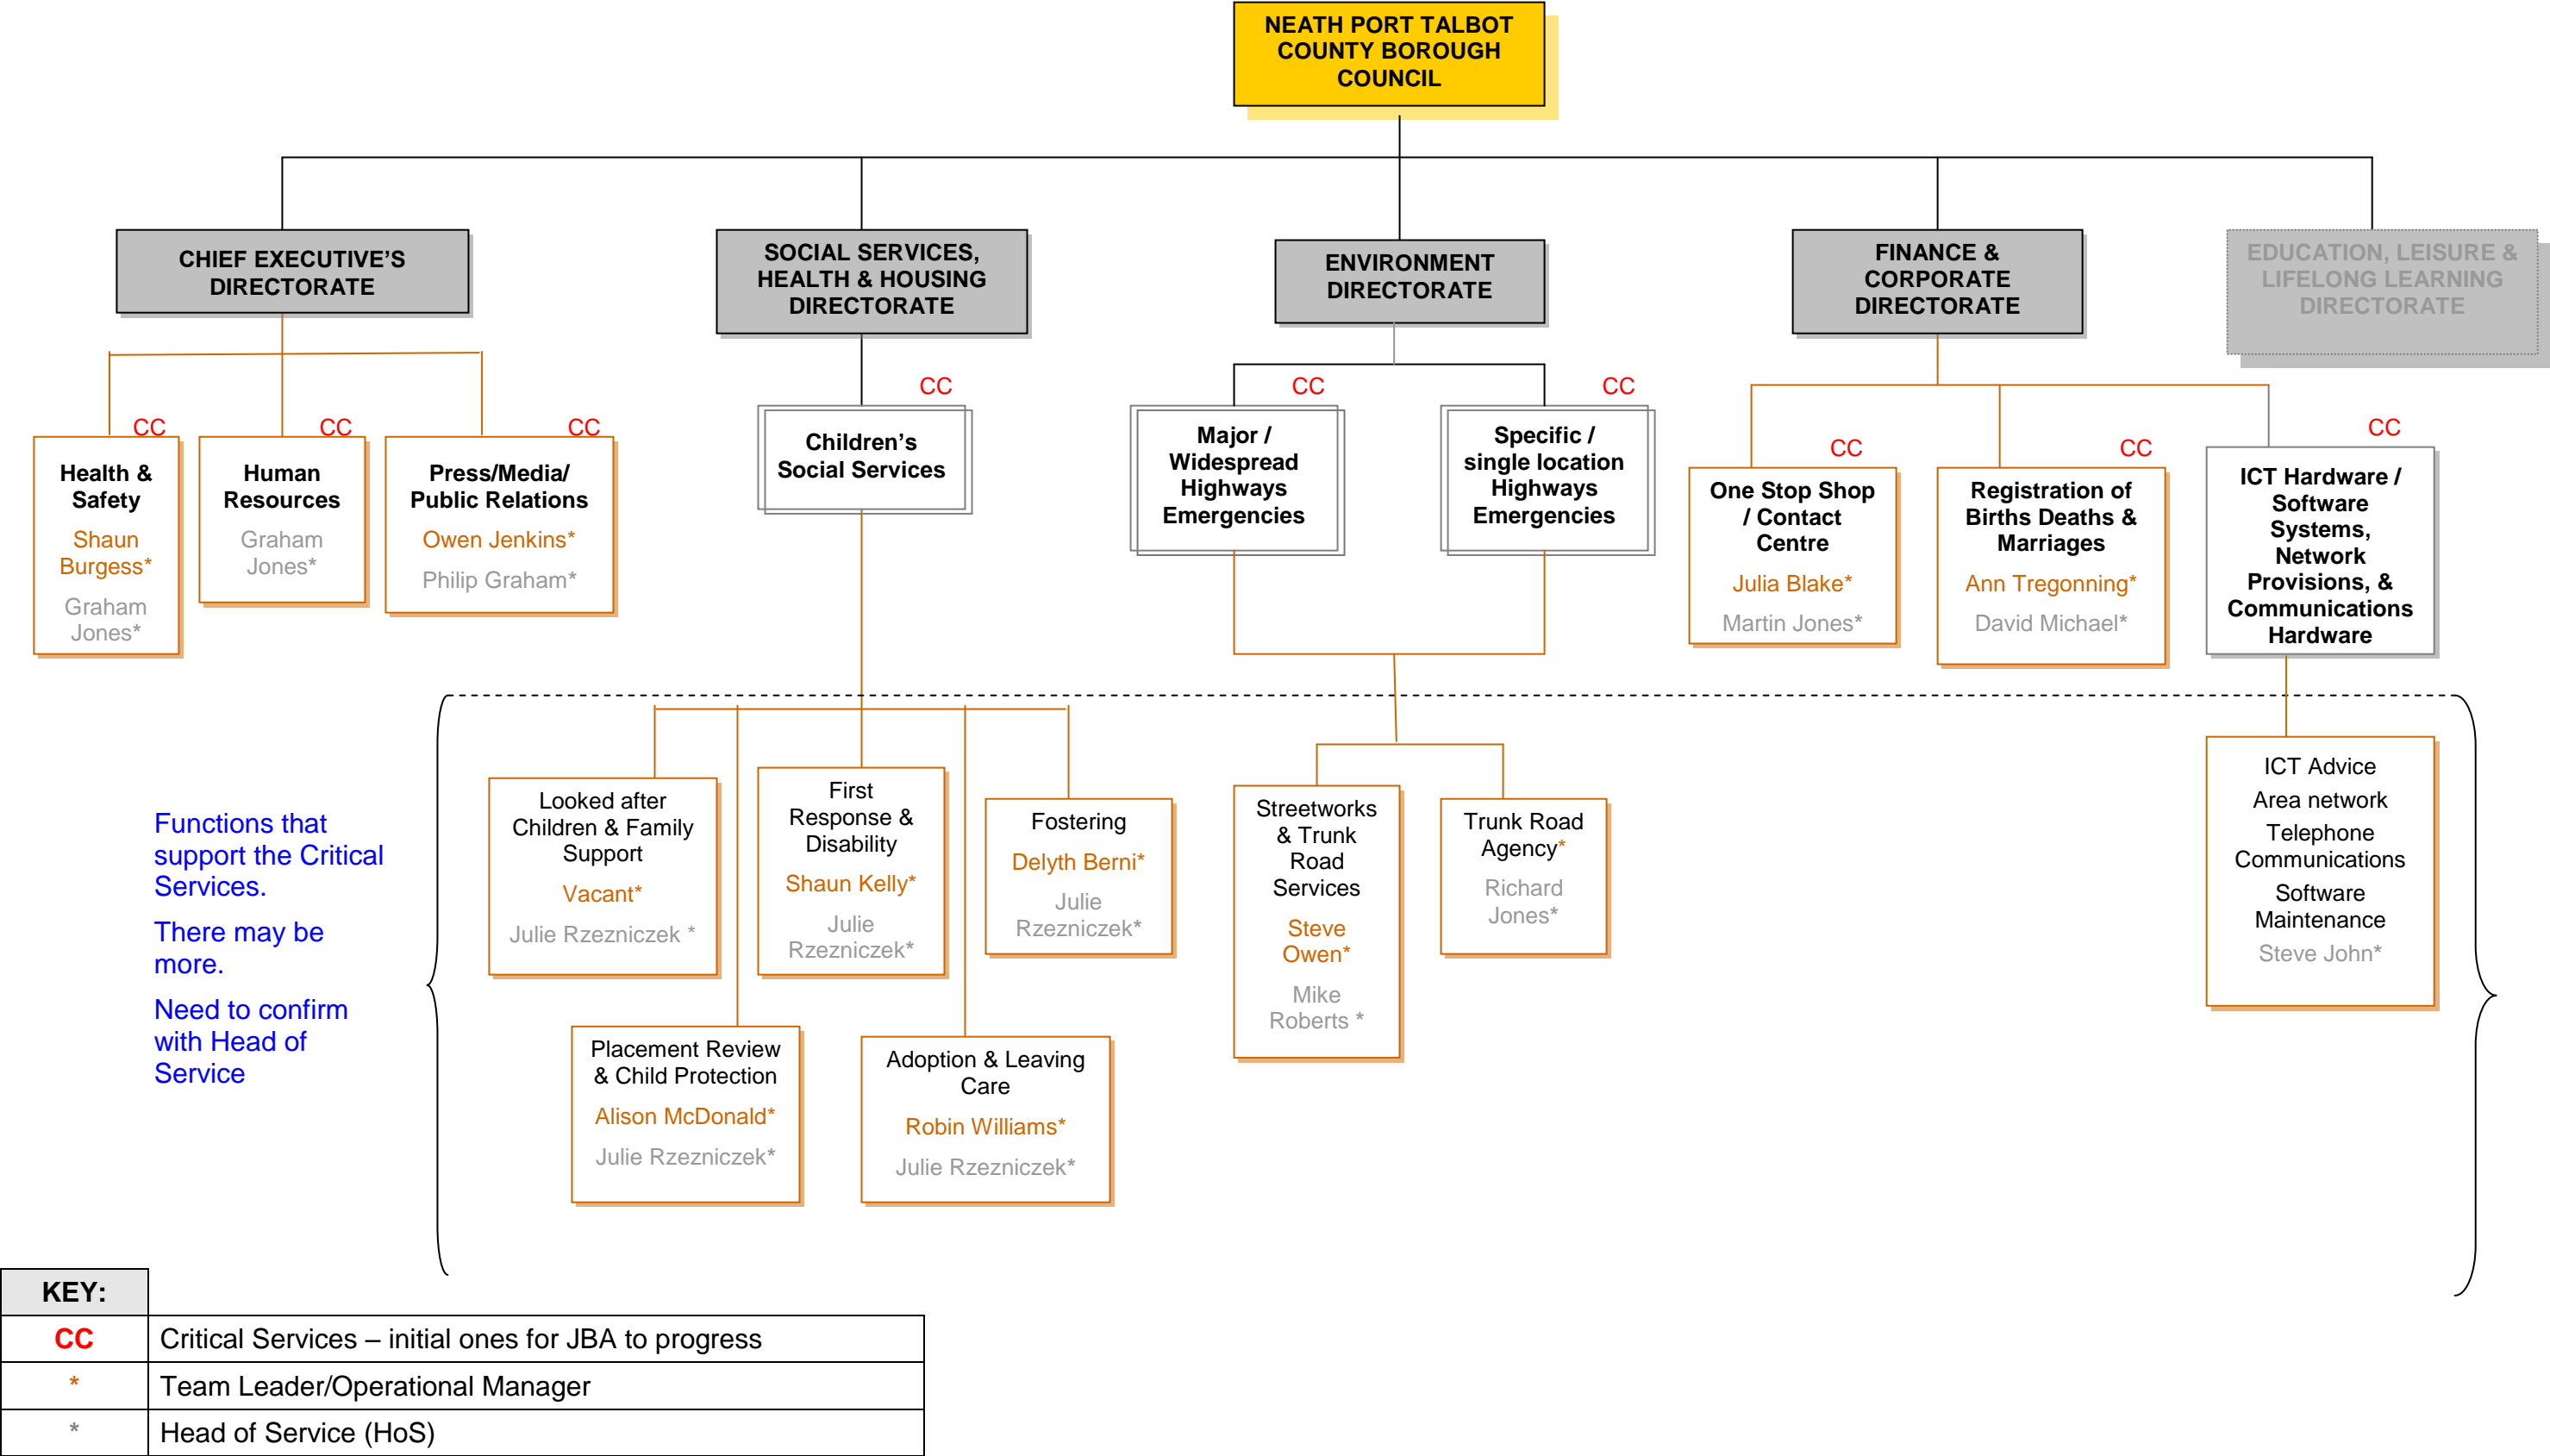 NEATH PORT TALBOT
COUNTY BOROUGH
COUNCIL
CHIEF EXECUTIVE’S
DIRECTORATE
SOCIAL SERVICES,
HEALTH & HOUSING
DIRECTORATE
ENVIRONMENT
DIRECTORATE
FINANCE &
CORPORATE
DIRECTORATE
EDUCATION, LEISURE &
LIFELONG LEARNING
DIRECTORATE
CC
Health &
Safety
Shaun
Burgess*
Graham
Jones*
CC
Human
Resources
Graham
Jones*
CC
Press/Media/
Public Relations
Owen Jenkins*
Philip Graham*
CC
Children’s
Social Services
CC
Major /
Widespread
Highways
Emergencies
CC
Specific /
single location
Highways
Emergencies
CC
One Stop Shop
/ Contact
Centre
Julia Blake*
Martin Jones*
CC
Registration of
Births Deaths &
Marriages
Ann Tregonning*
David Michael*
CC
ICT Hardware /
Software
Systems,
Network
Provisions, &
Communications
Hardware
Functions that
support the Critical
Services.
There may be
more.
Need to confirm
with Head of
Service
Looked after
Children & Family
Support
Vacant*
Julie Rzezniczek *
First
Response &
Disability
Shaun Kelly*
Julie
Rzezniczek*
Fostering
Delyth Berni*
Julie
Rzezniczek*
Streetworks
& Trunk
Road
Services
Steve
Owen*
Mike
Roberts *
Trunk Road
Agency*
Richard
Jones*
ICT Advice
Area network
Telephone
Communications
Software
Maintenance
Steve John*
Placement Review
& Child Protection
Alison McDonald*
Julie Rzezniczek*
Adoption & Leaving
Care
Robin Williams*
Julie Rzezniczek*
KEY:
CC Critical Services – initial ones for JBA to progress
* Team Leader/Operational Manager
* Head of Service (HoS)